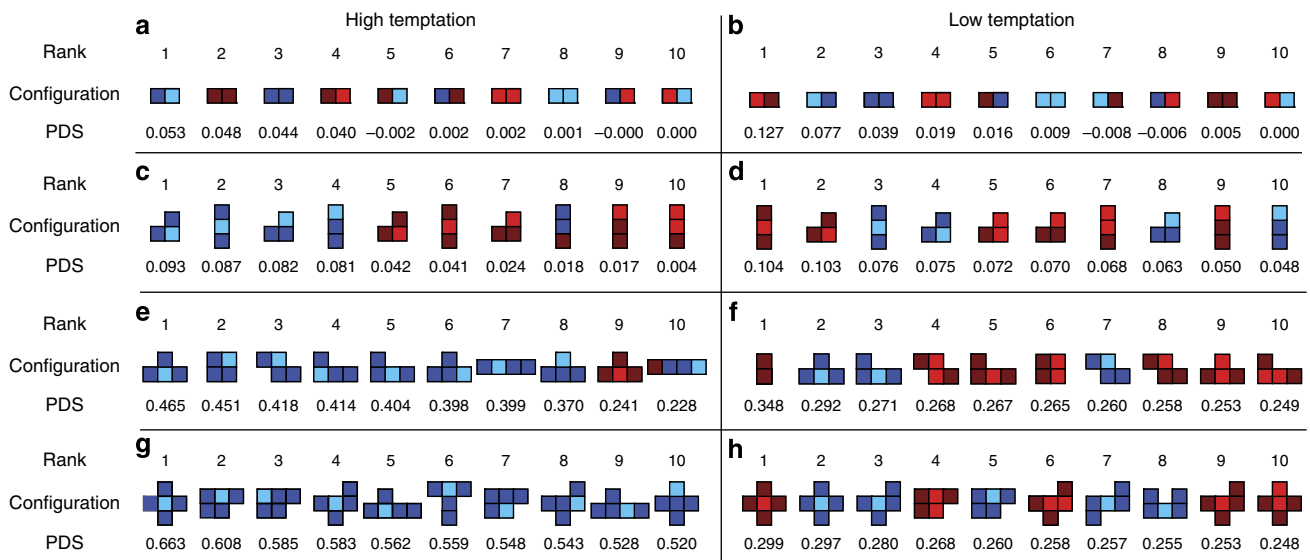 High temptation
Low temptation
a
Rank 1 2 3 4 5 6 7 8 9 10
Configuration
PDS 0.053 0.048 0.044 0.040 –0.002 0.002 0.002 0.001 –0.000 0.000
b
1 2 3 4 5 6 7 8 9 10
0.127 0.077 0.039 0.019 0.016 0.009 –0.008 –0.006 0.005 0.000
c
Rank 1 2 3 4 5 6 7 8 9 10
Configuration
PDS 0.093 0.087 0.082 0.081 0.042 0.041 0.024 0.018 0.017 0.004
d
1 2 3 4 5 6 7 8 9 10
0.104 0.103 0.076 0.075 0.072 0.070 0.068 0.063 0.050 0.048
e
Rank 1 2 3 4 5 6 7 8 9 10
Configuration
PDS 0.465 0.451 0.418 0.414 0.404 0.398 0.399 0.370 0.241 0.228
f
1 2 3 4 5 6 7 8 9 10
0.348 0.292 0.271 0.268 0.267 0.265 0.260 0.258 0.253 0.249
g
Rank 1 2 3 4 5 6 7 8 9 10
Configuration
PDS 0.663 0.608 0.585 0.583 0.562 0.559 0.548 0.543 0.528 0.520
h
1 2 3 4 5 6 7 8 9 10
0.299 0.297 0.280 0.268 0.260 0.258 0.257 0.255 0.253 0.248